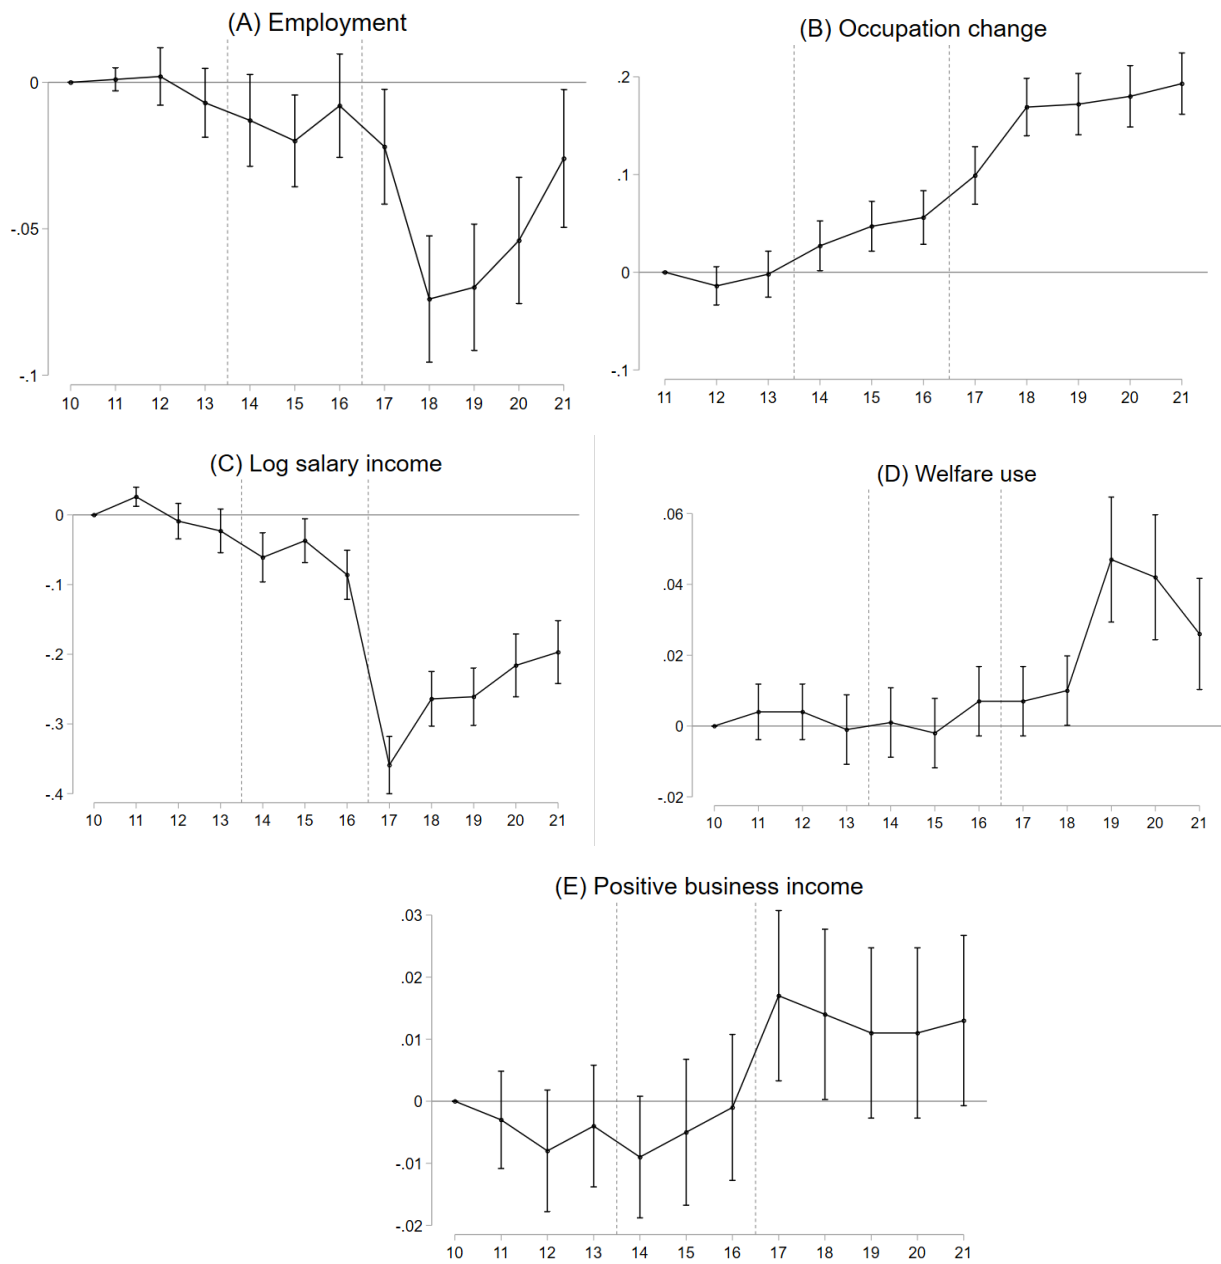 (A) Employment
0
-.05
-.1
10 11 12 13 14 15 16 17 18 19 20 21
(B) Occupation change
.2
.1
0
-.1
11 12 13 14 15 16 17 18 19 20 21
(C) Log salary income
0
-.1
-.2
-.3
-.4
10 11 12 13 14 15 16 17 18 19 20 21
(D) Welfare use
.06
.04
.02
0
-.02
10 11 12 13 14 15 16 17 18 19 20 21
(E) Positive business income
.03
.02
.01
0
-.01
-.02
10 11 12 13 14 15 16 17 18 19 20 21